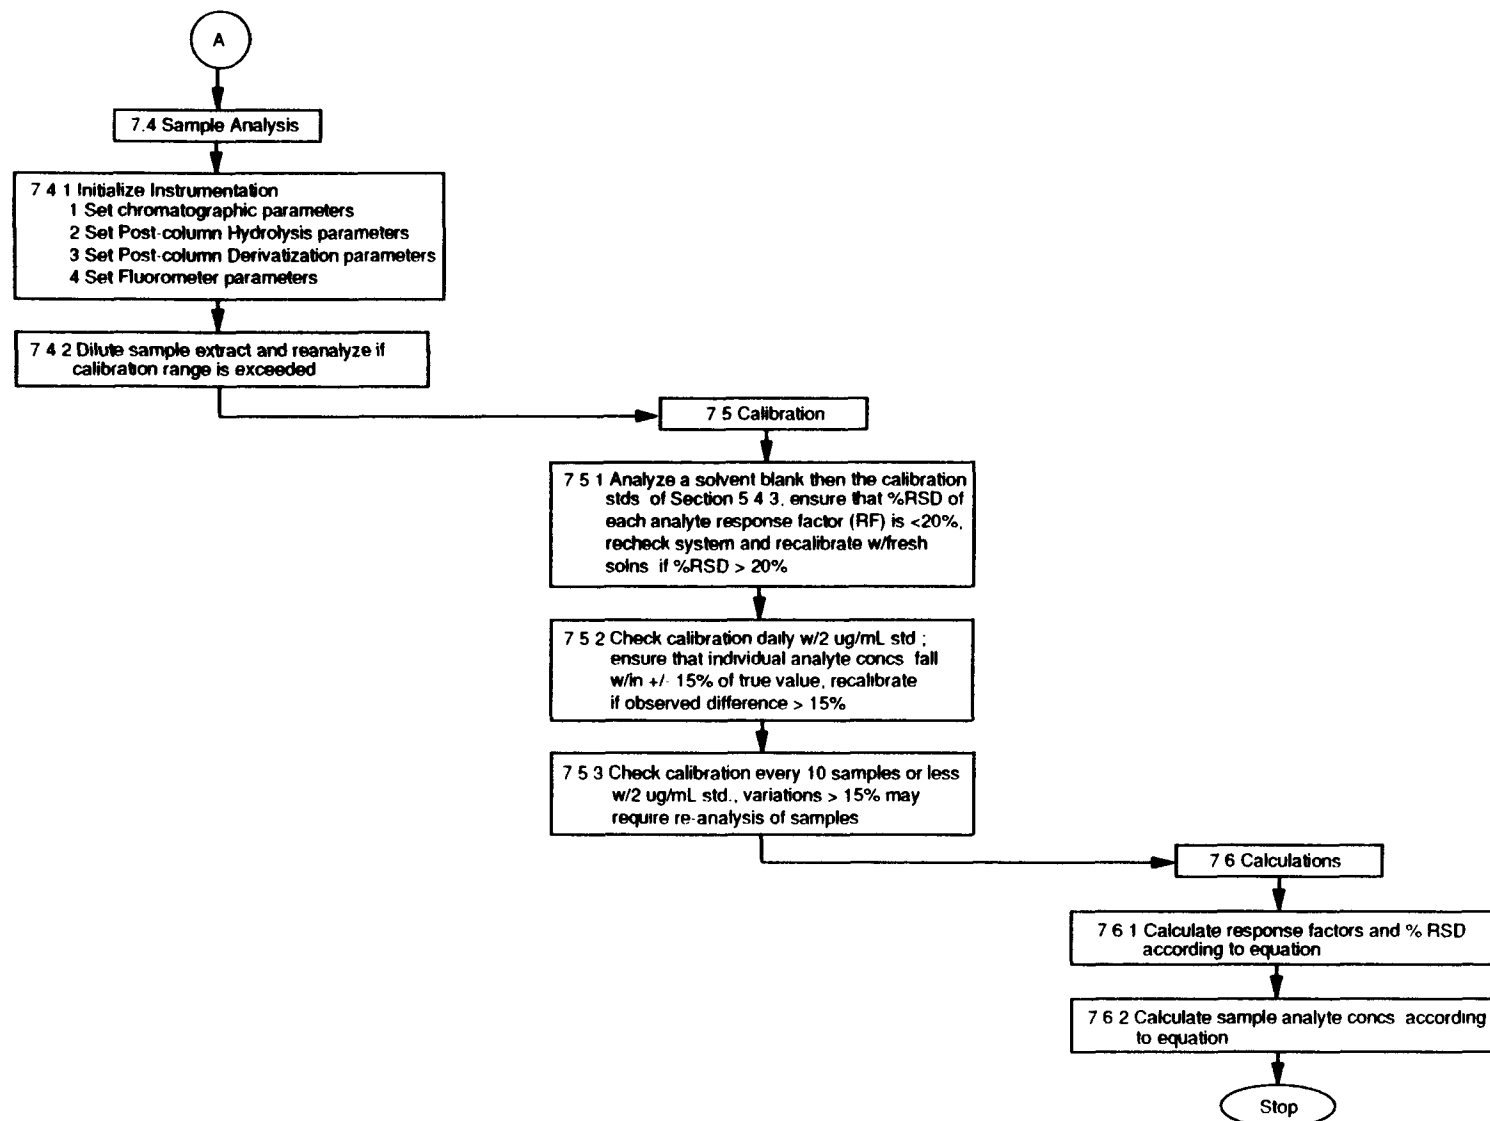 A
7.4 Sample Analysis
7 4 1 Initialize Instrumentation
1 Set chromatographic parameters
2 Set Post-column Hydrolysis parameters
3 Set Post-column Derivatization parameters
4 Set Fluorometer parameters
7 4 2 Dilute sample extract and reanalyze if
calibration range is exceeded
7 5 Calibration
7 5 1 Analyze a solvent blank then the calibration
stds of Section 5 4 3, ensure that %RSD of
each analyte response factor (RF) is <20%,
recheck system and recalibrate w/fresh
solns if %RSD > 20%
7 5 2 Check calibration daily w/2 ug/mL std ;
ensure that individual analyte concs fall
w/in +/- 15% of true value, recalibrate
if observed difference > 15%
7 5 3 Check calibration every 10 samples or less
w/2 ug/mL std., variations > 15% may
require re-analysis of samples
7 6 Calculations
7 6 1 Calculate response factors and % RSD
according to equation
7 6 2 Calculate sample analyte concs according
to equation
Stop